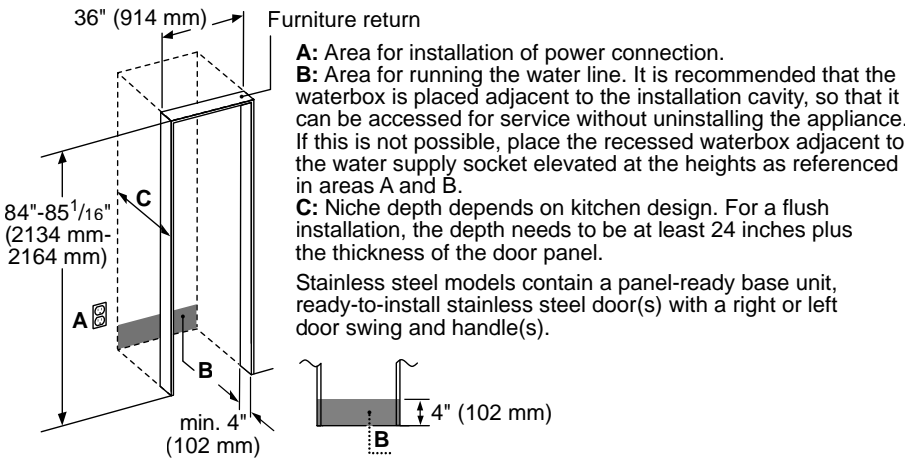 36" (914 mm)
Furniture return
A: Area for installation of power connection.
B: Area for running the water line. It is recommended that the
waterbox is placed adjacent to the installation cavity, so that it
can be accessed for service without uninstalling the appliance.
If this is not possible, place the recessed waterbox adjacent to
the water supply socket elevated at the heights as referenced
in areas A and B.
C: Niche depth depends on kitchen design. For a flush
installation, the depth needs to be at least 24 inches plus
the thickness of the door panel.
Stainless steel models contain a panel-ready base unit,
ready-to-install stainless steel door(s) with a right or left
door swing and handle(s).
C
84"-85 1/16"
(2134 mm-
2164 mm)
A
B
min. 4"
(102 mm)
4" (102 mm)
B